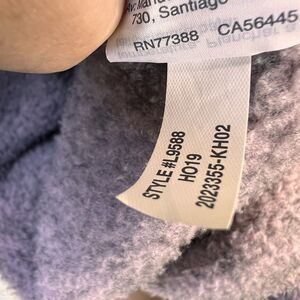 730, Santiago
RN77388 CA56445
STYLE #L9588
HO19
2023355-KH02